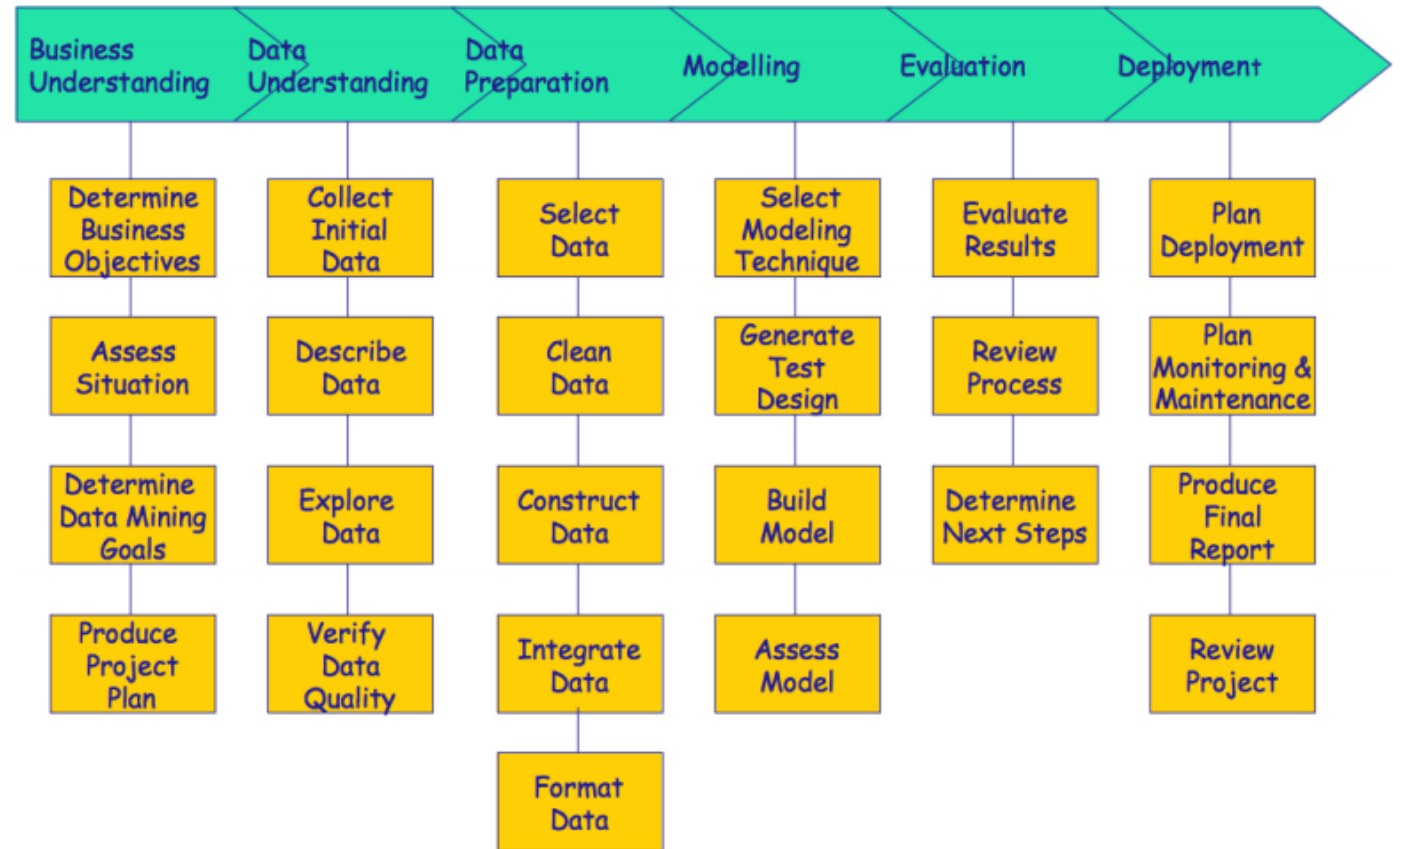 Business
Understanding
Data
Understanding
Data
Preparation
Modelling
Evaluation
Deployment
Determine
Business
Objectives
Assess
Situation
Determine
Data Mining
Goals
Produce
Project
Plan
Collect
Initial
Data
Describe
Data
Explore
Data
Verify
Data
Quality
Select
Data
Clean
Data
Construct
Data
Integrate
Data
Format
Data
Select
Modeling
Technique
Generate
Test
Design
Build
Model
Assess
Model
Evaluate
Results
Review
Process
Determine
Next Steps
Plan
Deployment
Plan
Monitoring &
Maintenance
Produce
Final
Report
Review
Project